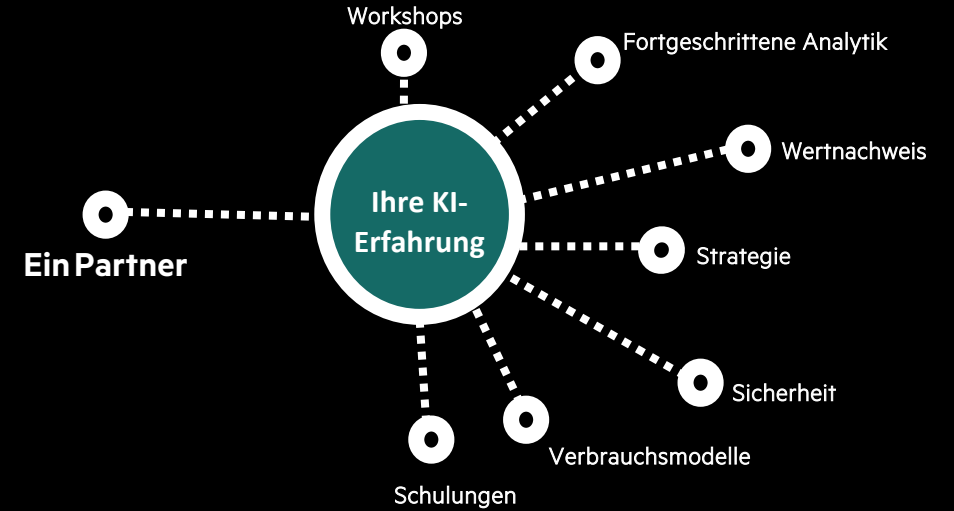 Workshops
Fortgeschrittene Analytik
Wertnachweis
Ihre KI-
Erfahrung
Ein Partner
Strategie
Sicherheit
Verbrauchsmodelle
Schulungen